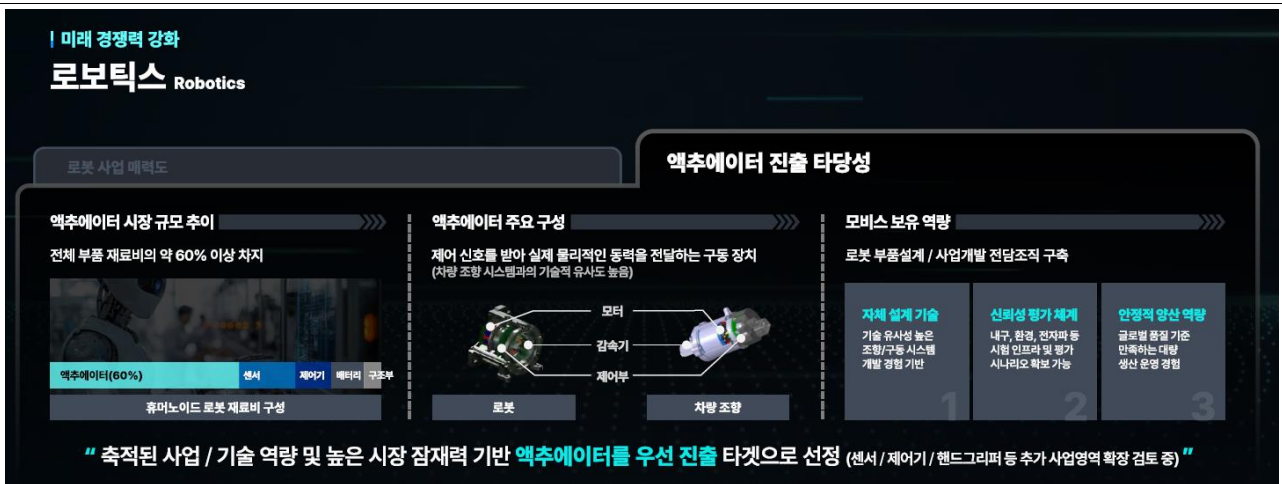 미래 경쟁력 강화
로보틱스 Robotics
로봇 사업 매력도
액추에이터 진출 타당성
액추에이터 시장 규모 추이
전체 부품 재료비의 약 60% 이상 차지
액추에이터(60%) 센서 제어기 배터리 구조부
휴머노이드 로봇 재료비 구성
액추에이터 주요 구성
제어 신호를 받아 실제 물리적인 동력을 전달하는 구동 장치
(차량 조향 시스템과의 기술적 유사도 높음)
모터
감속기
제어부
로봇
차량 조향
모비스 보유 역량
로봇 부품설계 / 사업개발 전담조직 구축
자체 설계 기술
기술 유사성 높은
조향/구동 시스템
개발 경험 기반
1
신뢰성 평가 체계
내구, 환경, 전자파 등
시험 인프라 및 평가
시나리오 확보 가능
2
안정적 양산 역량
글로벌 품질 기준
만족하는 대량
생산 운영 경험
3
“ 축적된 사업 / 기술 역량 및 높은 시장 잠재력 기반 액추에이터를 우선 진출 타겟으로 선정 (센서 / 제어기 / 핸드그리퍼 등 추가 사업영역 확장 검토 중) ”